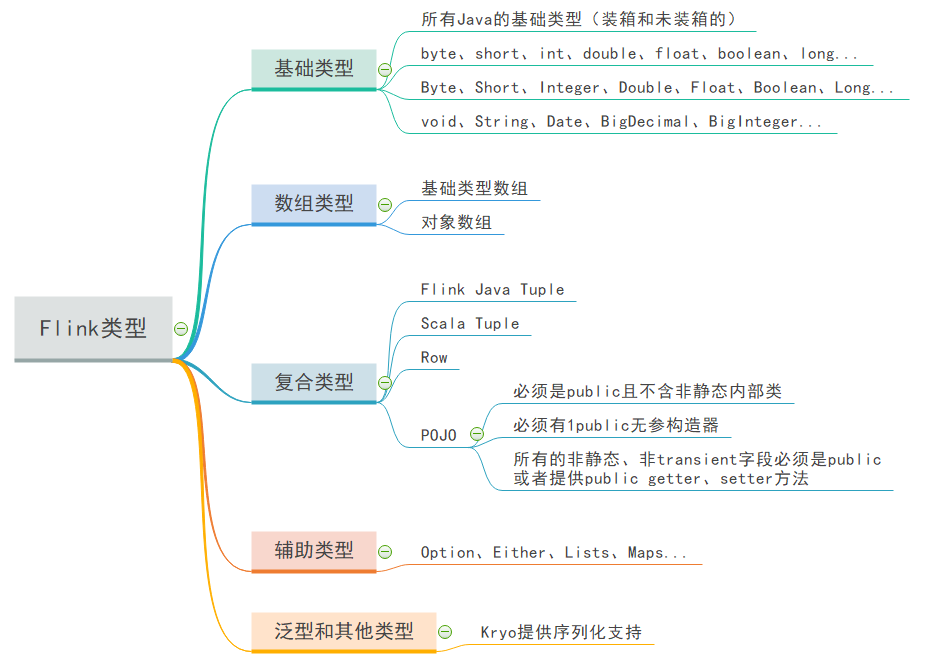 所有Java的基础类型（装箱和未装箱的）
byte、short、int、double、float、boolean、long...
基础类型
Byte、Short、Integer、Double、Float、Boolean、Long...
void、String、Date、BigDecimal、BigInteger...
基础类型数组
数组类型
对象数组
Flink Java Tuple
Scala Tuple
Flink类型
Row
复合类型
必须是public且不含非静态内部类
必须有1public无参构造器
POJO
所有的非静态、非transient字段必须是public
或者提供public getter、setter方法
辅助类型
Option、Either、Lists、Maps...
泛型和其他类型
Kryo提供序列化支持